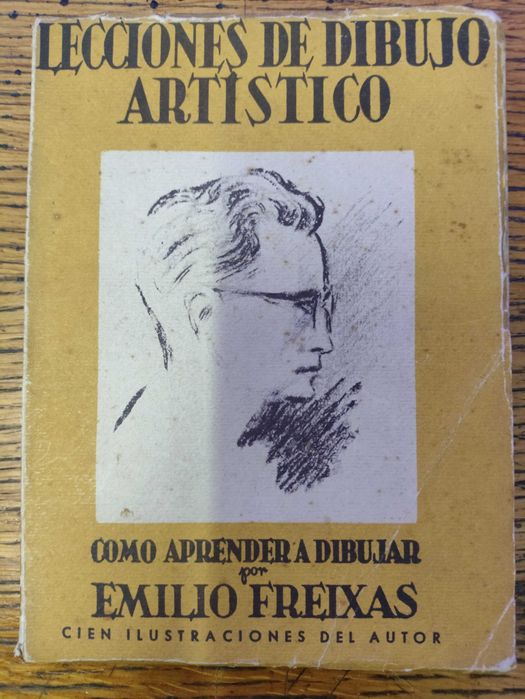 LECCIONES DE DIBUJO
ARTÍSTICO
COMO APRENDER A DIBUJAR
por
EMILIO FREIXAS
CIEN ILUSTRACIONES DEL AUTOR